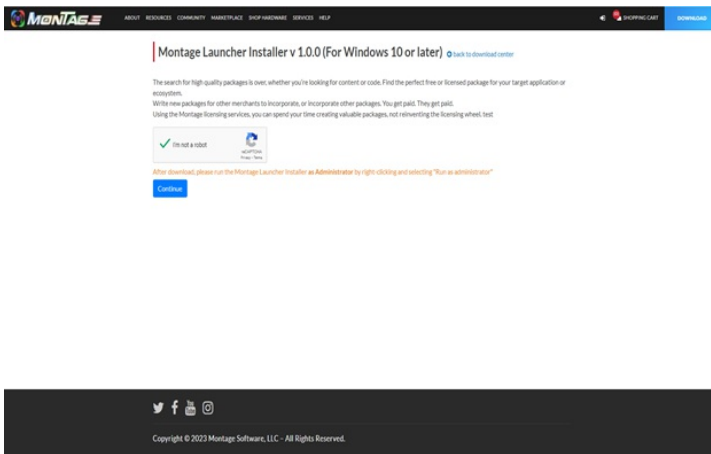 MONTAGE
ABOUT RESOURCES COMMUNITY MARKETPLACE SHOP HARDWARE SERVICES HELP
SHOPPING CART
DOWNLOAD
Montage Launcher Installer v 1.0.0 (For Windows 10 or later) back to download center
The search for high quality packages is over, whether you're looking for content or code. Find the perfect free or licensed package for your target application or
ecosystem.
Write new packages for other merchants to incorporate, or incorporate other packages. You get paid. They get paid.
Using the Montage licensing services, you can spend your time creating valuable packages, not reinventing the licensing wheel. test
I'm not a robot
reCAPTCHA
Privacy - Terms
After download, please run the Montage Launcher Installer as Administrator by right-clicking and selecting "Run as administrator"
Continue
You
Tube
Copyright © 2023 Montage Software, LLC – All Rights Reserved.